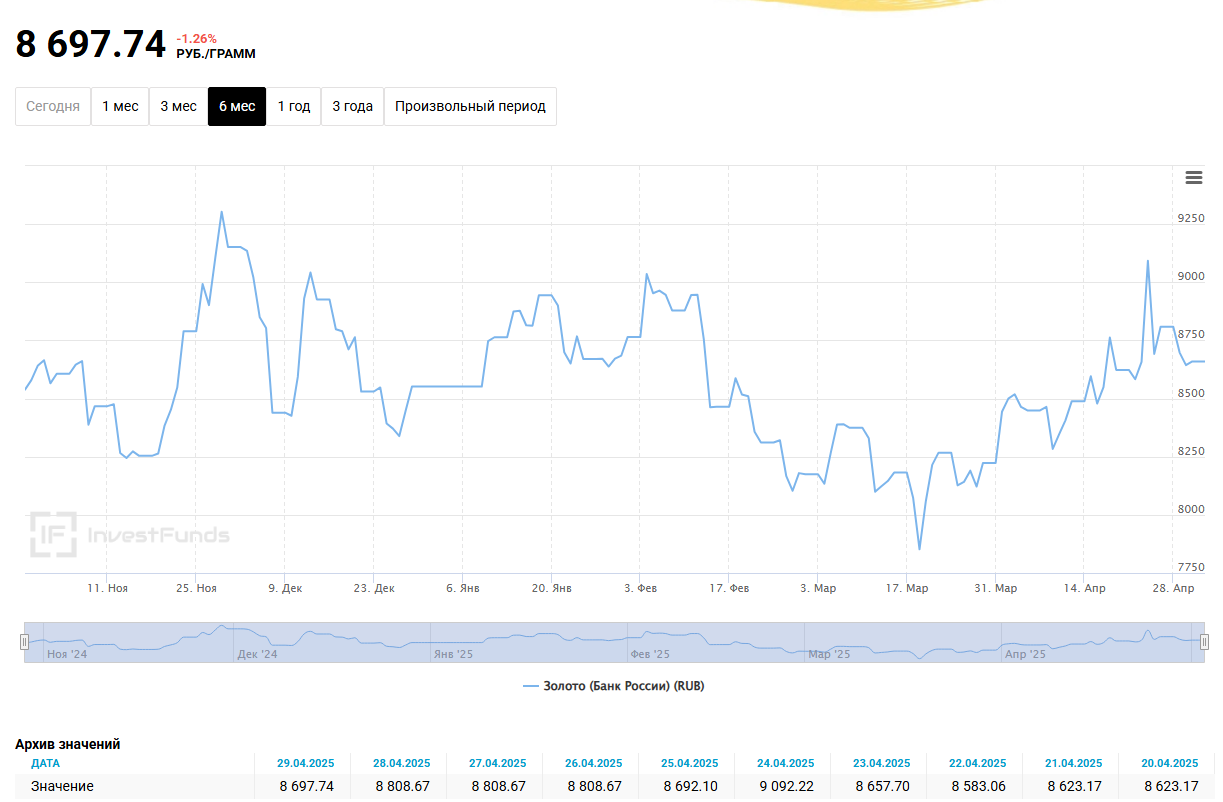 8 697.74 -1.26%
РУБ./ГРАММ
Сегодня 1 мес 3 мес 6 мес 1 год 3 года Произвольный период
9250
9000
8750
8500
8250
8000
7750
IF InvestFunds
11. Ноя 25. Ноя 9. Дек 23. Дек 6. Янв 20. Янв 3. Фев 17. Фев 3. Мар 17. Мар 31. Мар 14. Апр 28. Апр
Ноя '24 Дек '24 Янв '25 Фев '25 Мар '25 Апр '25
Золото (Банк России) (RUB)
Архив значений
ДАТА 29.04.2025 28.04.2025 27.04.2025 26.04.2025 25.04.2025 24.04.2025 23.04.2025 22.04.2025 21.04.2025 20.04.2025
Значение 8 697.74 8 808.67 8 808.67 8 808.67 8 692.10 9 092.22 8 657.70 8 583.06 8 623.17 8 623.17